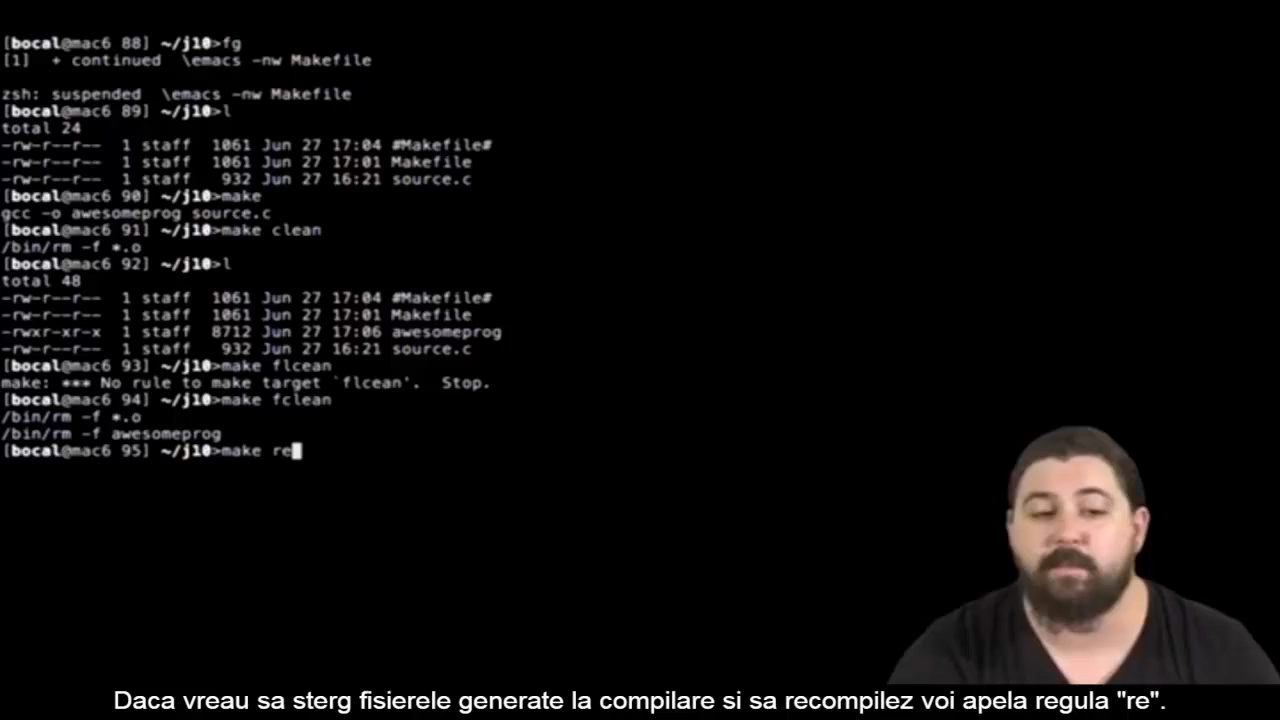 [bocal@mac6 88] ~/j10>fg
[1]  + continued  \emacs -nw Makefile
zsh: suspended  \emacs -nw Makefile
[bocal@mac6 89] ~/j10>l
total 24
-rw-r--r--  1 staff  1061 Jun 27 17:04 #Makefile#
-rw-r--r--  1 staff  1061 Jun 27 17:01 Makefile
-rw-r--r--  1 staff   932 Jun 27 16:21 source.c
[bocal@mac6 90] ~/j10>make
gcc -o awesomeprog source.c
[bocal@mac6 91] ~/j10>make clean
/bin/rm -f *.o
[bocal@mac6 92] ~/j10>l
total 48
-rw-r--r--  1 staff  1061 Jun 27 17:04 #Makefile#
-rw-r--r--  1 staff  1061 Jun 27 17:01 Makefile
-rwxr-xr-x  1 staff  8712 Jun 27 17:06 awesomeprog
-rw-r--r--  1 staff   932 Jun 27 16:21 source.c
[bocal@mac6 93] ~/j10>make flcean
make: *** No rule to make target `flcean'.  Stop.
[bocal@mac6 94] ~/j10>make fclean
/bin/rm -f *.o
/bin/rm -f awesomeprog
[bocal@mac6 95] ~/j10>make re
Daca vreau sa sterg fisierele generate la compilare si sa recompilez voi apela regula "re".